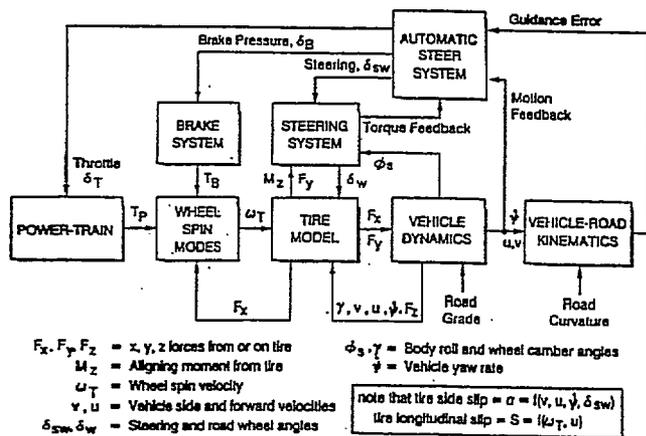 Guidance Error
Brake Pressure, δB
AUTOMATIC
STEER
SYSTEM
Steering, δsw
Motion
Feedback
BRAKE
SYSTEM
STEERING
SYSTEM
Torque Feedback
Throttle
δT
TB
Mz Fy
δw
ϕs
POWER-TRAIN
TP
WHEEL
SPIN
MODES
ωT
TIRE
MODEL
Fx
Fy
VEHICLE
DYNAMICS
ψ̇
u,v
VEHICLE-ROAD
KINEMATICS
Fx
γ, v, u, ψ̇, Fz
Road
Grade
Road
Curvature
Fx, Fy, Fz = x, y, z forces from or on tire
Mz = Aligning moment from tire
ωT = Wheel spin velocity
v, u = Vehicle side and forward velocities
δsw, δw = Steering and road wheel angles
ϕs, γ = Body roll and wheel camber angles
ψ̇ = Vehicle yaw rate
note that tire side slip = α = f(v, u, ψ̇, δsw)
tire longitudinal slip = S = f(ωT, u)